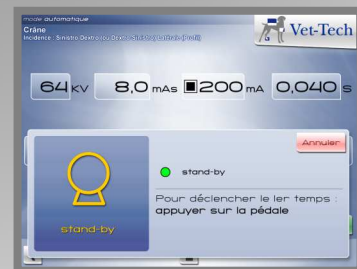 mode automatique
Crâne
Incidence : Sinistro Dextro (ou Dextro Sinistro) Latérale (Profil)
Vet-Tech
64 kV 8,0 mAs 200 mA 0,040 s
Annuler
stand-by
Pour déclencher le 1er temps :
appuyer sur la pédale
stand-by